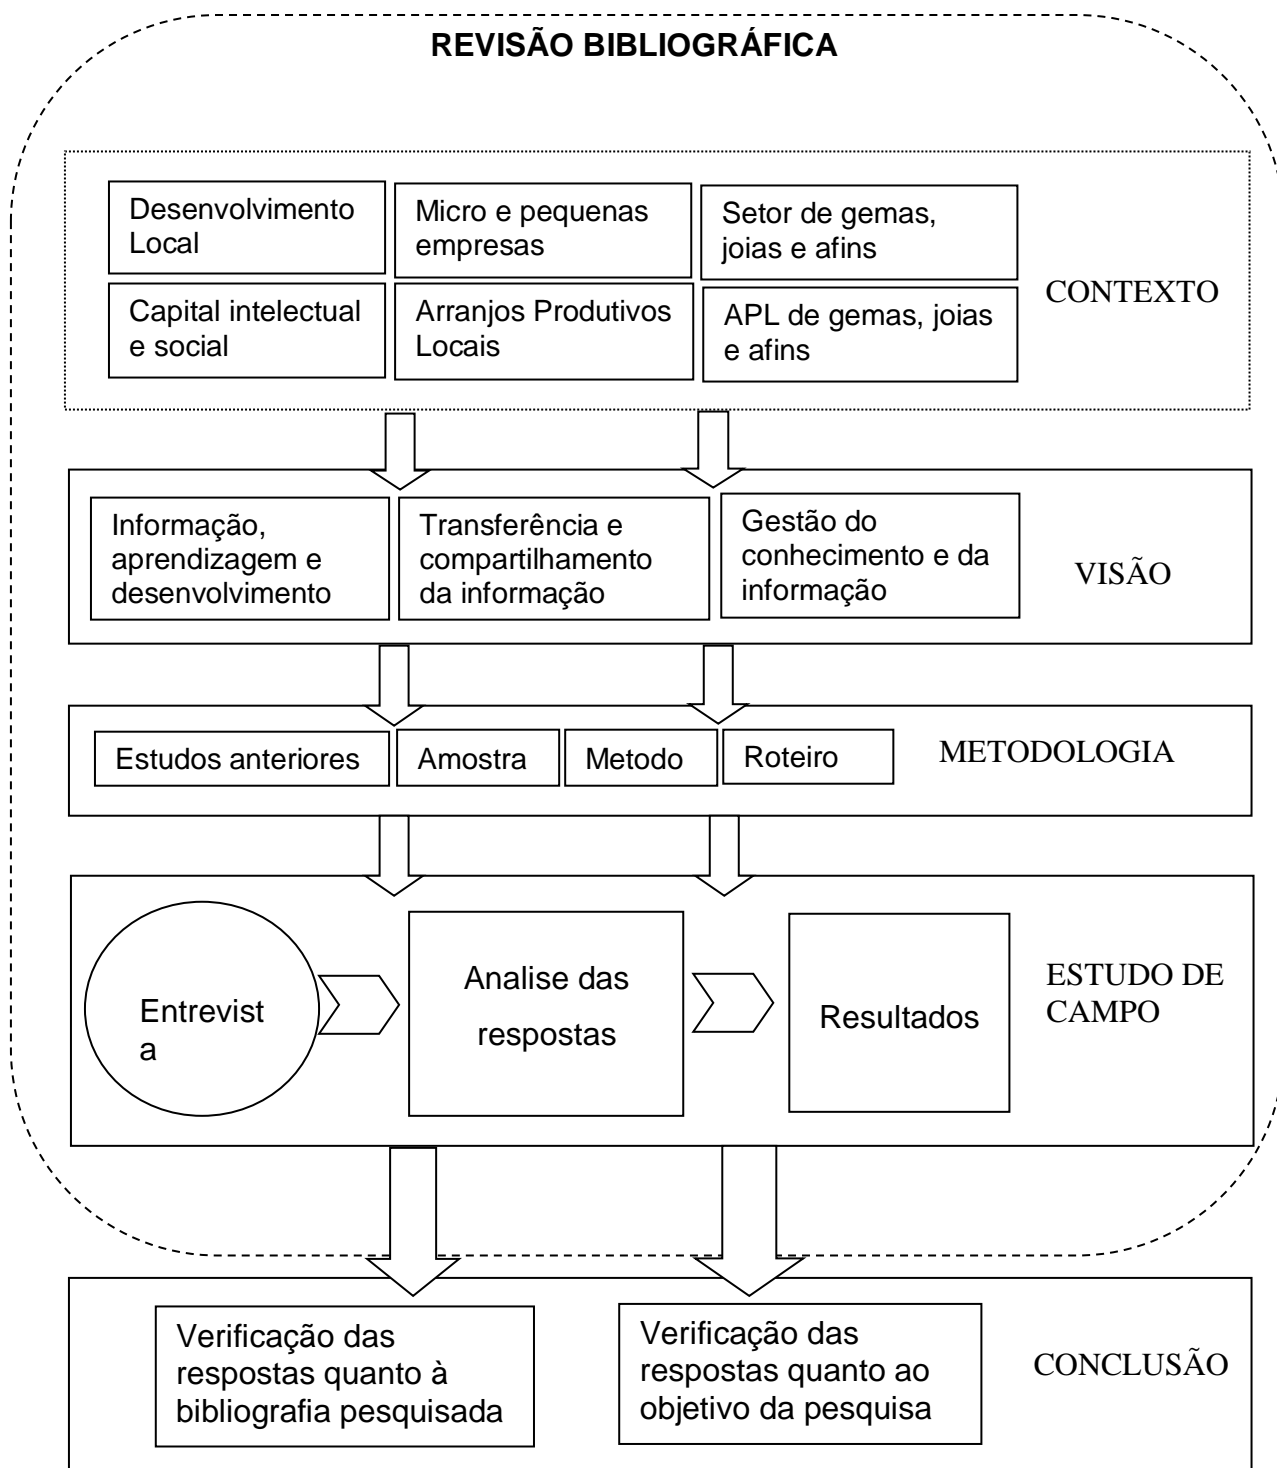 REVISÃO BIBLIOGRÁFICA
Desenvolvimento
Local
Micro e pequenas
empresas
Setor de gemas,
joias e afins
Capital intelectual
e social
Arranjos Produtivos
Locais
APL de gemas, joias
e afins
CONTEXTO
Informação,
aprendizagem e
desenvolvimento
Transferência e
compartilhamento
da informação
Gestão do
conhecimento e da
informação
VISÃO
Estudos anteriores
Amostra
Metodo
Roteiro
METODOLOGIA
Entrevist
a
Analise das
respostas
Resultados
ESTUDO DE
CAMPO
Verificação das
respostas quanto à
bibliografia pesquisada
Verificação das
respostas quanto ao
objetivo da pesquisa
CONCLUSÃO